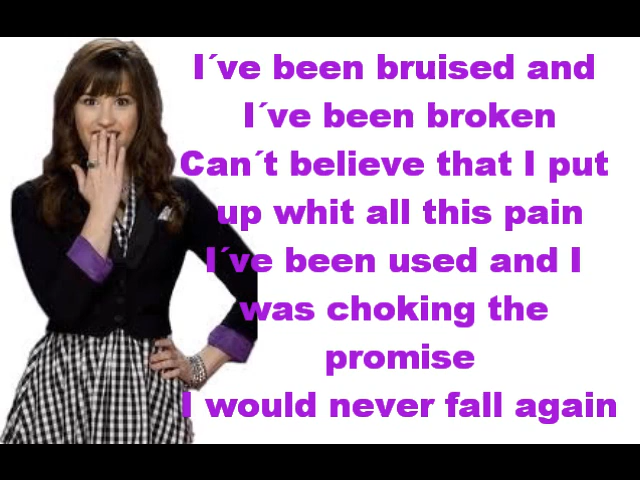 I´ve been bruised and
I´ve been broken
Can´t believe that I put
up whit all this pain
I´ve been used and I
was choking the
promise
I would never fall again